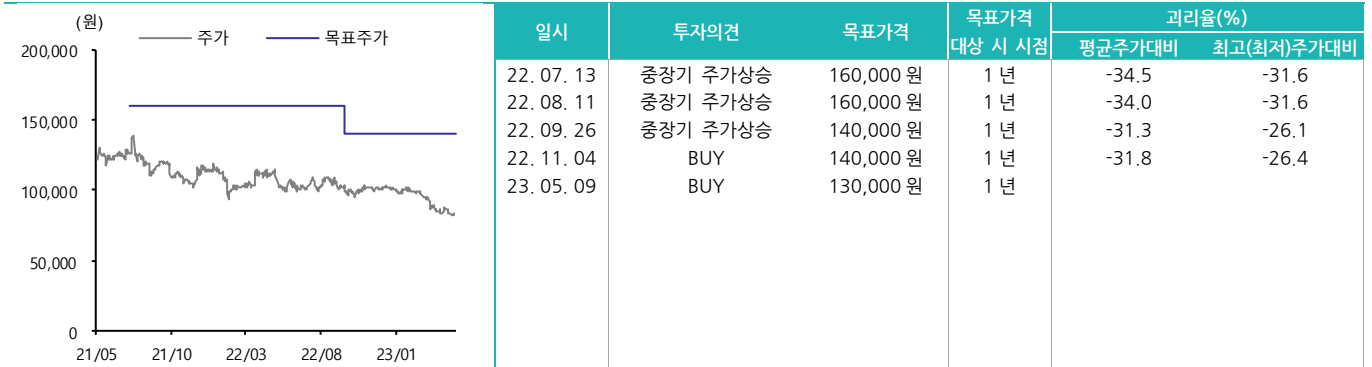 (원)
주가 목표주가
200,000
150,000
100,000
50,000
0
21/05 21/10 22/03 22/08 23/01
일시 투자의견 목표가격 목표가격 대상 시 시점 괴리율(%)
평균주가대비 최고(최저)주가대비
22. 07. 13 중장기 주가상승 160,000 원 1 년 -34.5 -31.6
22. 08. 11 중장기 주가상승 160,000 원 1 년 -34.0 -31.6
22. 09. 26 중장기 주가상승 140,000 원 1 년 -31.3 -26.1
22. 11. 04 BUY 140,000 원 1 년 -31.8 -26.4
23. 05. 09 BUY 130,000 원 1 년